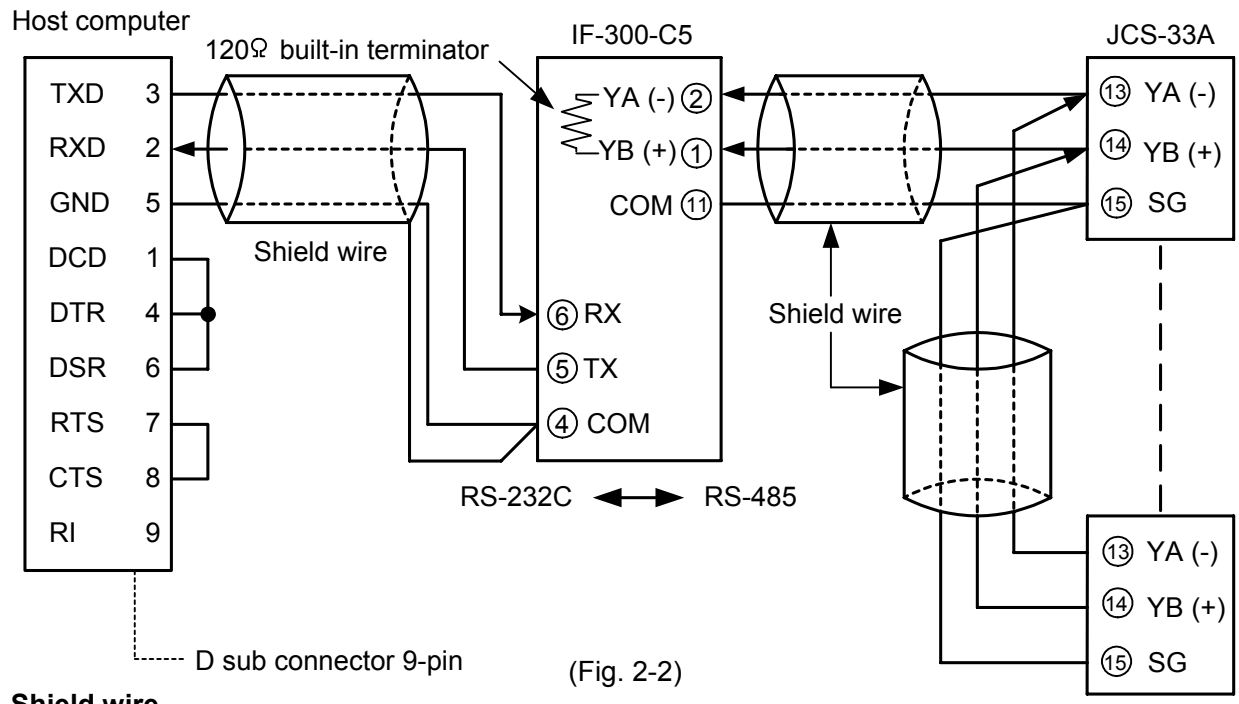 Host computer
120Ω built-in terminator
IF-300-C5
JCS-33A
TXD 3
RXD 2
GND 5
DCD 1
DTR 4
DSR 6
RTS 7
CTS 8
RI 9
Shield wire
YA (-) ②
YB (+) ①
COM ⑪
⑥ RX
⑤ TX
④ COM
RS-232C RS-485
Shield wire
⑬ YA (-)
⑭ YB (+)
⑮ SG
⑬ YA (-)
⑭ YB (+)
⑮ SG
D sub connector 9-pin
(Fig. 2-2)
Shield wire